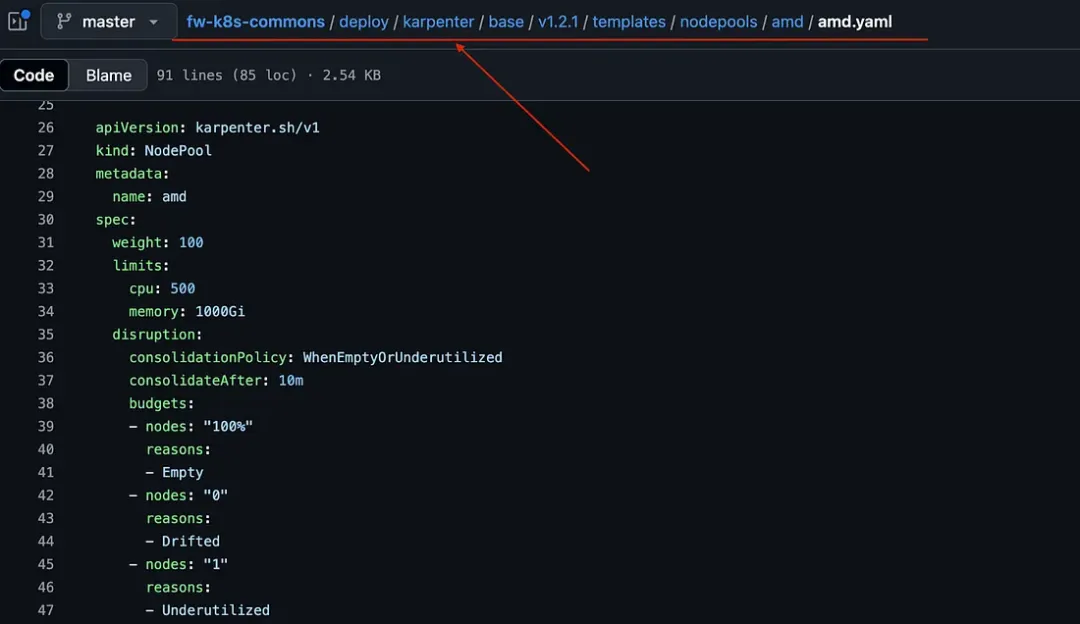 master fw-k8s-commons / deploy / karpenter / base / v1.2.1 / templates / nodepools / amd / amd.yaml
Code Blame 91 lines (85 loc) · 2.54 KB
25
26 apiVersion: karpenter.sh/v1
27 kind: NodePool
28 metadata:
29   name: amd
30 spec:
31   weight: 100
32   limits:
33     cpu: 500
34     memory: 1000Gi
35   disruption:
36     consolidationPolicy: WhenEmptyOrUnderutilized
37     consolidateAfter: 10m
38     budgets:
39     - nodes: "100%"
40       reasons:
41       - Empty
42     - nodes: "0"
43       reasons:
44       - Drifted
45     - nodes: "1"
46       reasons:
47       - Underutilized